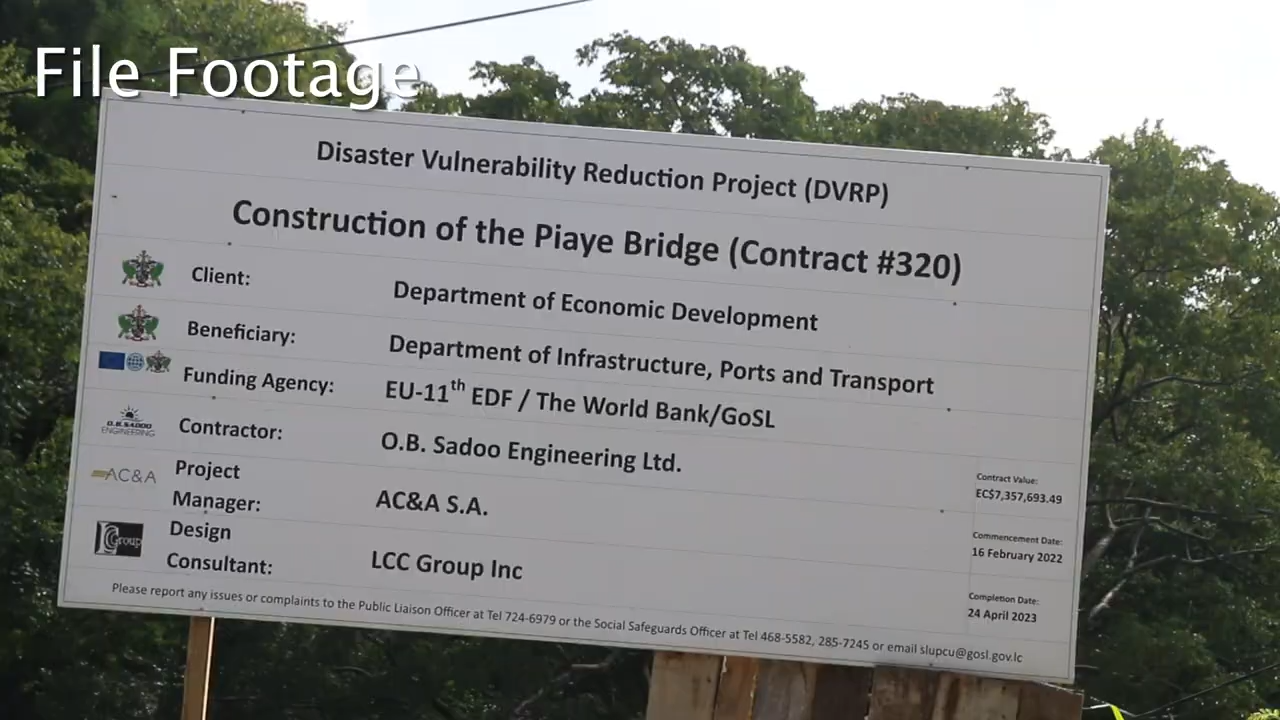 File Footage
Disaster Vulnerability Reduction Project (DVRP)
Construction of the Piaye Bridge (Contract #320)
Client: Department of Economic Development
Beneficiary: Department of Infrastructure, Ports and Transport
Funding Agency: EU-11th EDF / The World Bank/GoSL
O.B.SADOO
ENGINEERING
Contractor: O.B. Sadoo Engineering Ltd.
AC&A
Project
Manager: AC&A S.A.
Group
Design
Consultant: LCC Group Inc
Contract Value:
EC$7,357,693.49
Commencement Date:
16 February 2022
Completion Date:
24 April 2023
Please report any issues or complaints to the Public Liaison Officer at Tel 724-6979 or the Social Safeguards Officer at Tel 468-5582, 285-7245 or email slupcu@gosl.gov.lc